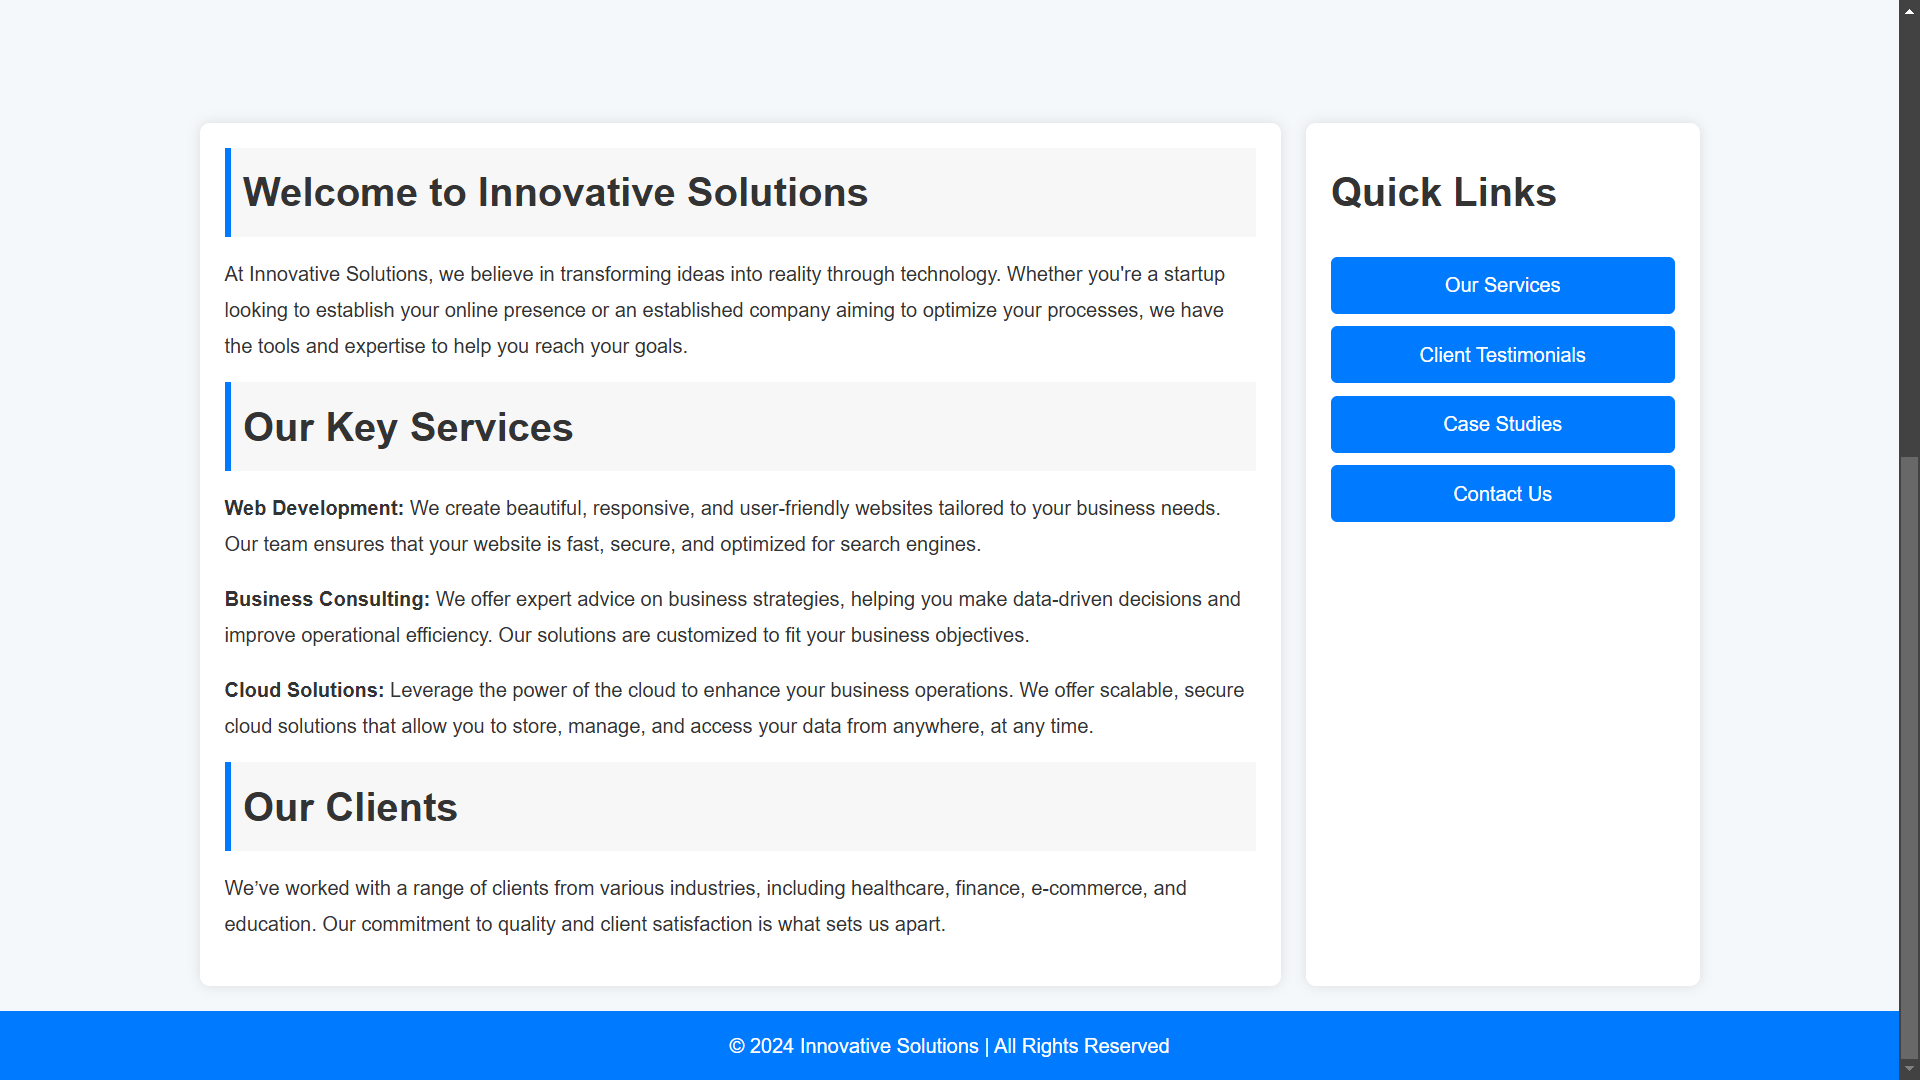 Welcome to Innovative Solutions
At Innovative Solutions, we believe in transforming ideas into reality through technology. Whether you're a startup
looking to establish your online presence or an established company aiming to optimize your processes, we have
the tools and expertise to help you reach your goals.
Our Key Services
Web Development: We create beautiful, responsive, and user-friendly websites tailored to your business needs.
Our team ensures that your website is fast, secure, and optimized for search engines.
Business Consulting: We offer expert advice on business strategies, helping you make data-driven decisions and
improve operational efficiency. Our solutions are customized to fit your business objectives.
Cloud Solutions: Leverage the power of the cloud to enhance your business operations. We offer scalable, secure
cloud solutions that allow you to store, manage, and access your data from anywhere, at any time.
Our Clients
We’ve worked with a range of clients from various industries, including healthcare, finance, e-commerce, and
education. Our commitment to quality and client satisfaction is what sets us apart.
Quick Links
Our Services
Client Testimonials
Case Studies
Contact Us
© 2024 Innovative Solutions | All Rights Reserved